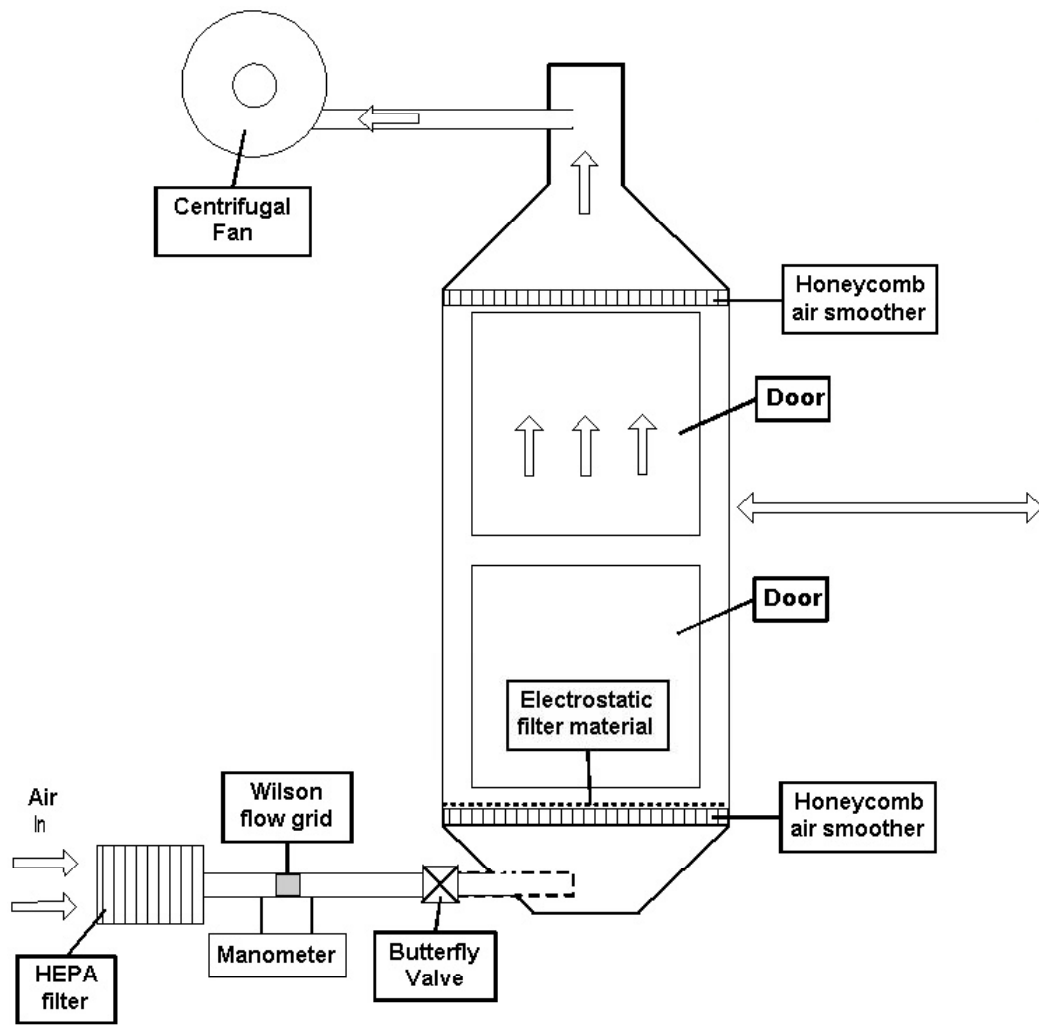 Centrifugal
Fan
Honeycomb
air smoother
Door
Door
Electrostatic
filter material
Wilson
flow grid
Honeycomb
air smoother
Air
In
Manometer
Butterfly
Valve
HEPA
filter